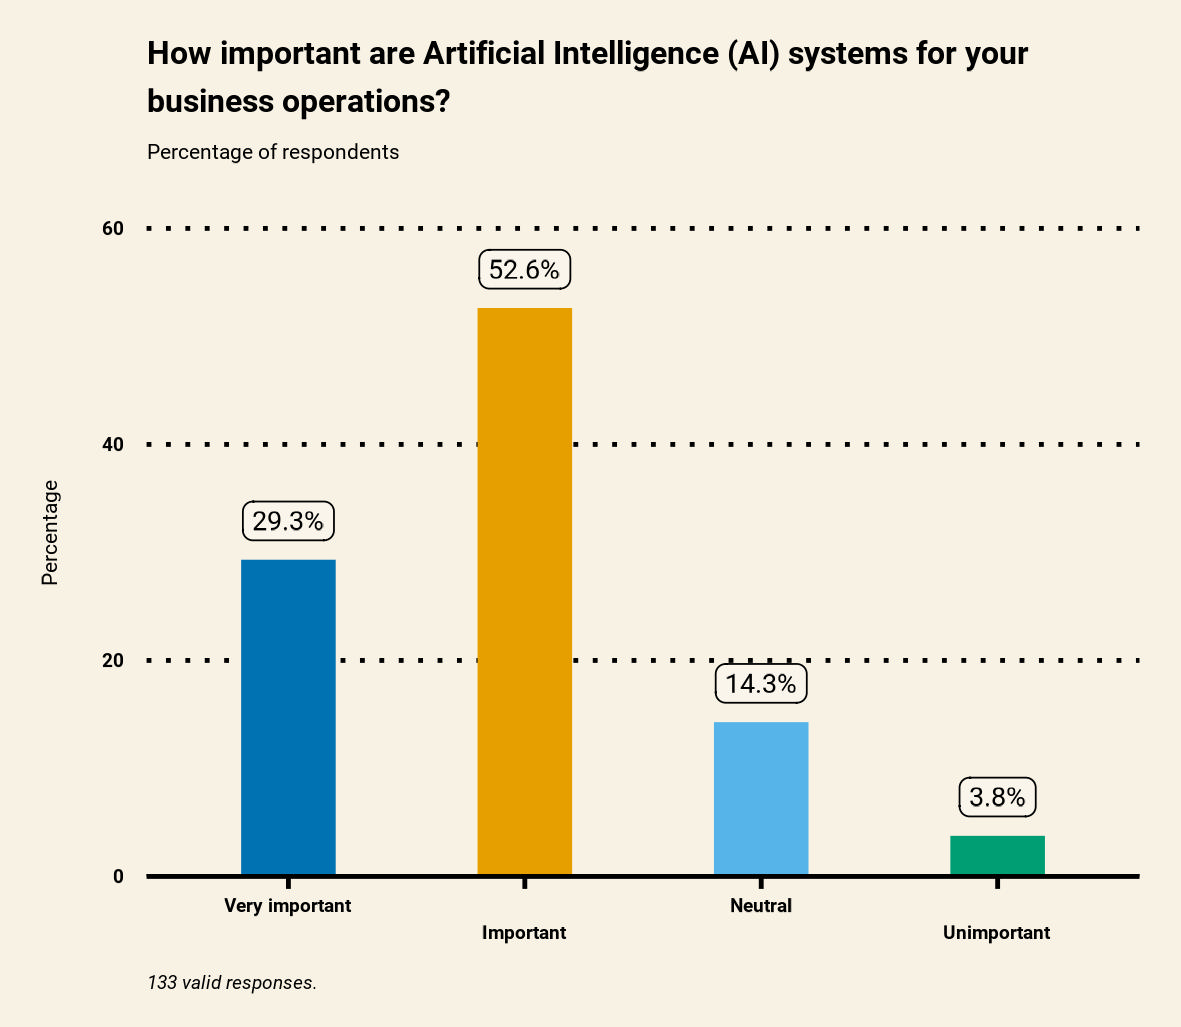 How important are Artificial Intelligence (AI) systems for your
business operations?
Percentage of respondents
60
52.6%
40
29.3%
Percentage
20
14.3%
3.8%
0
Very important
Neutral
Important
Unimportant
133 valid responses.